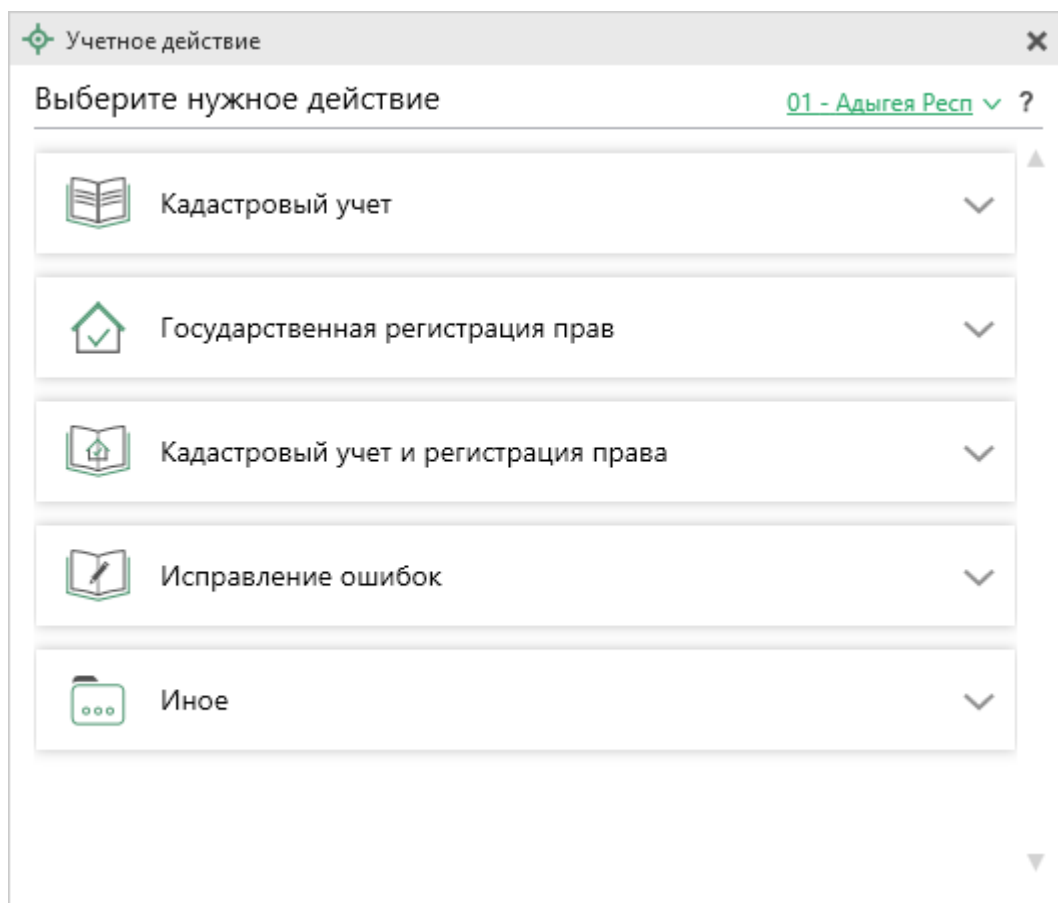 Учетное действие
Выберите нужное действие
01 - Адыгея Респ ?
Кадастровый учет
Государственная регистрация прав
Кадастровый учет и регистрация права
Исправление ошибок
Иное